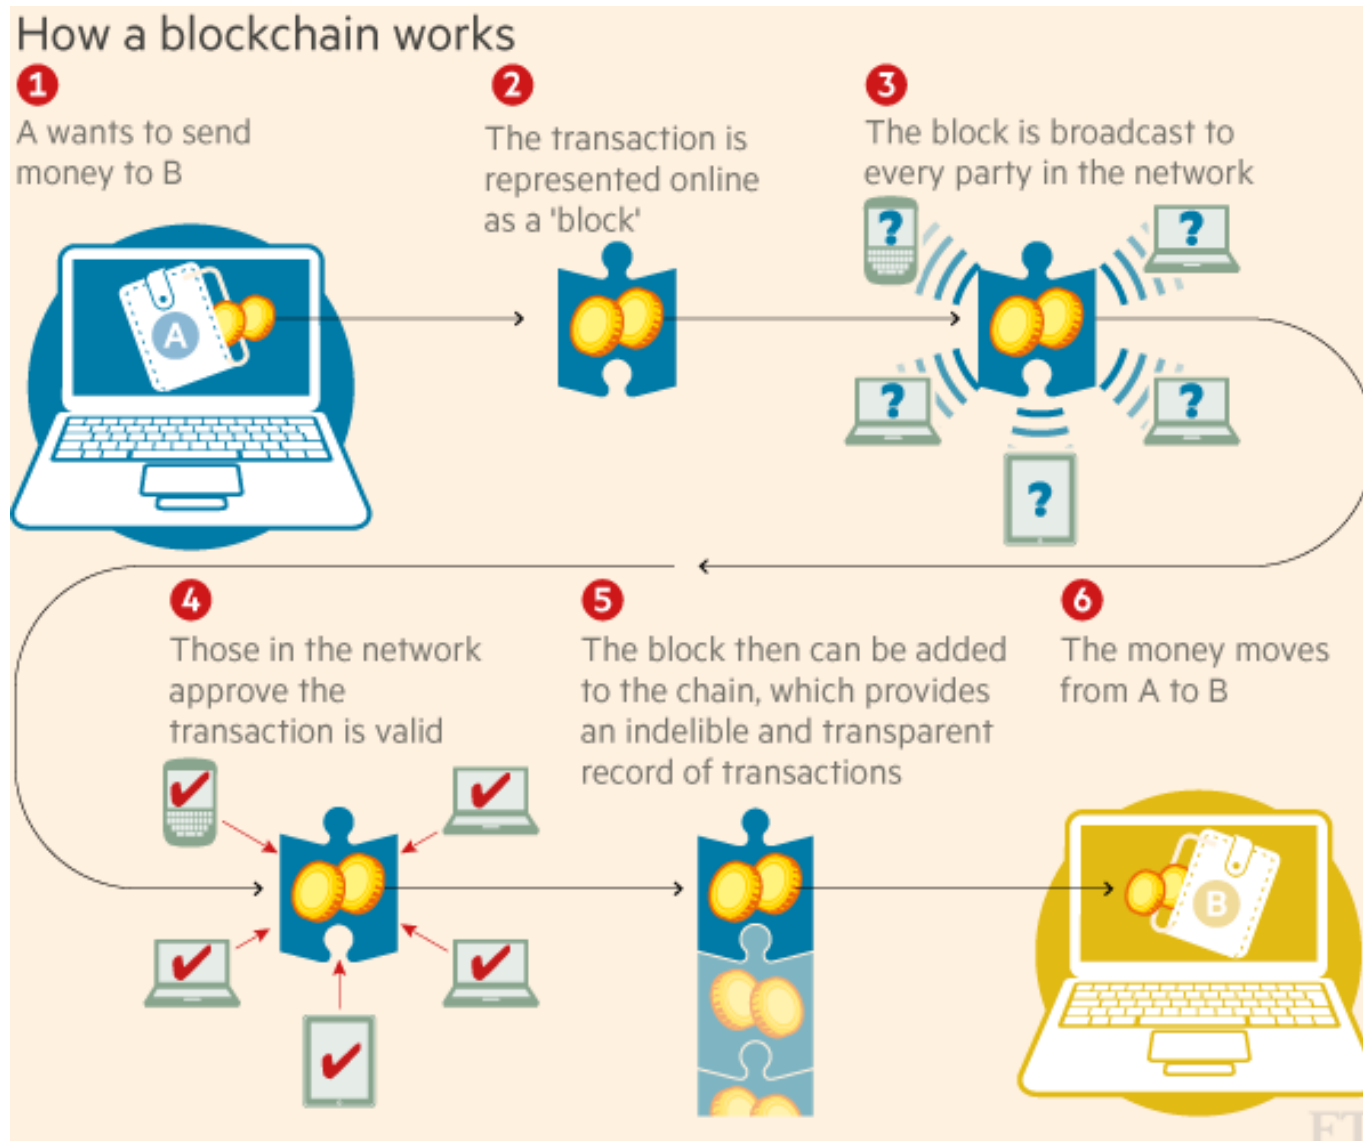 How a blockchain works
1
A wants to send
money to B
2
The transaction is
represented online
as a 'block'
3
The block is broadcast to
every party in the network
?
?
A
?
?
?
4
Those in the network
approve the
transaction is valid
5
The block then can be added
to the chain, which provides
an indelible and transparent
record of transactions
6
The money moves
from A to B
B
FT